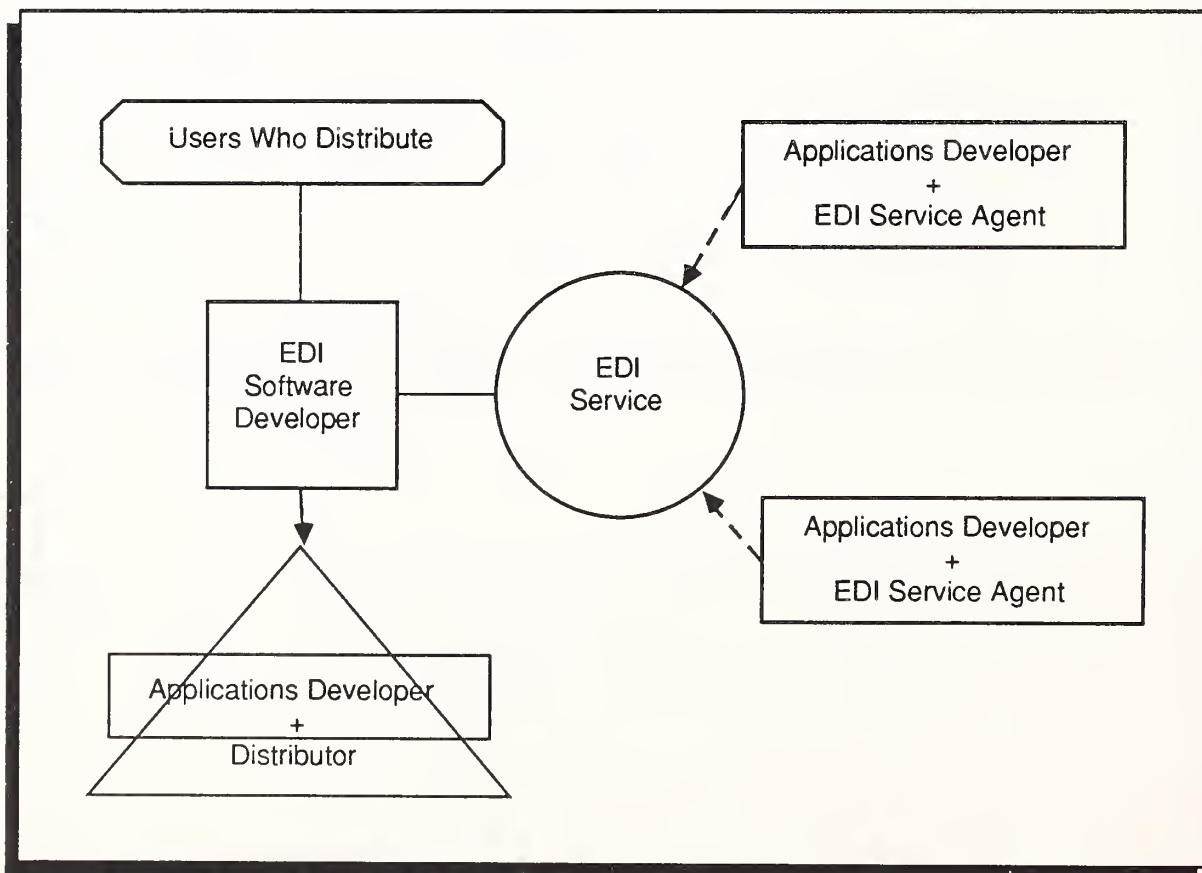 Users Who Distribute
Applications Developer
+
EDI Service Agent
EDI
Software
Developer
EDI
Service
Applications Developer
+
EDI Service Agent
Applications Developer
+
Distributor